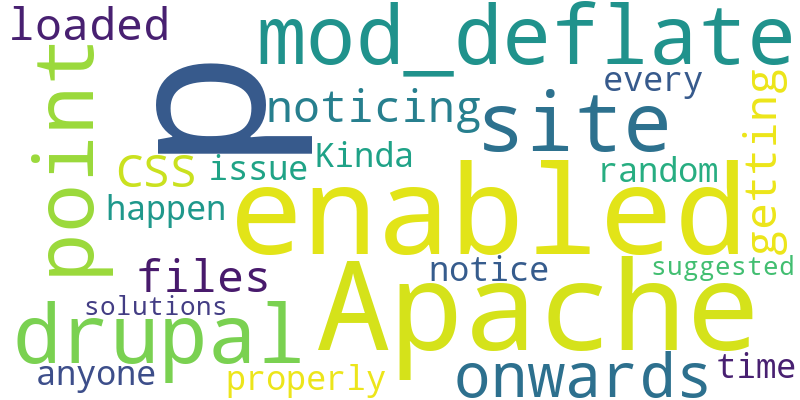 loaded
mod_deflate
point
p
noticing
every
site
getting
CSS
issue
Kinda
random
happen
enabled
files
notice
suggested
solutions
drupal
Apache
anyone
properly
onwards
time